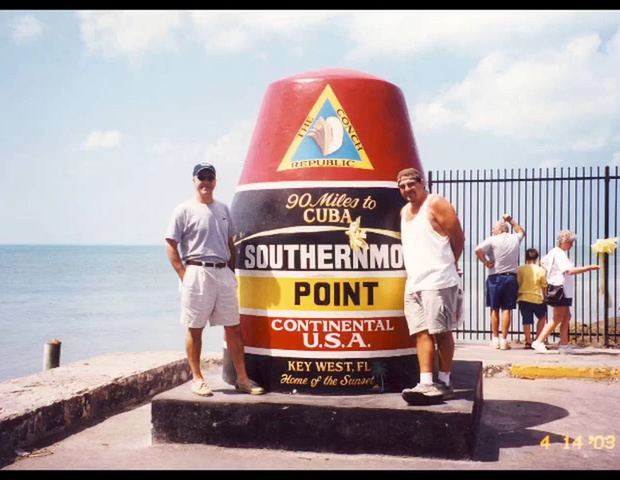 THE CONCH
REPUBLIC
90 Miles to
CUBA
SOUTHERNMO
POINT
CONTINENTAL
U.S.A.
KEY WEST, FL
Home of the Sunset
4 14 '03